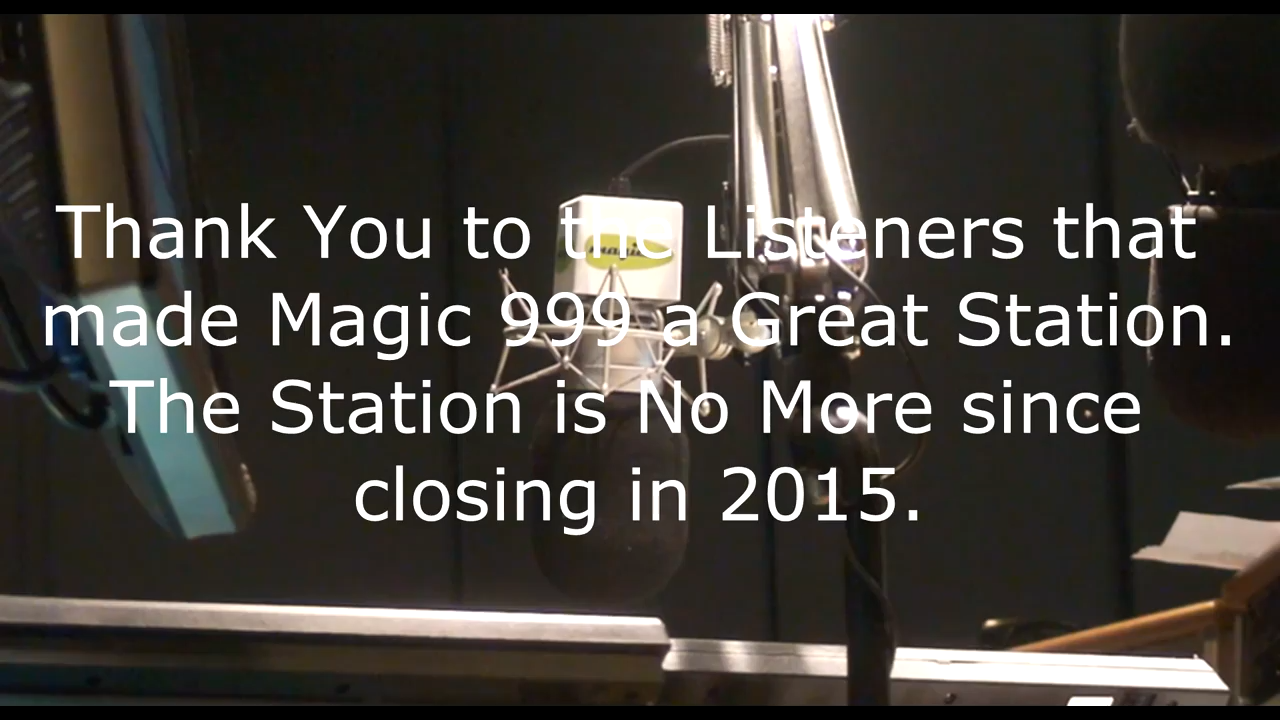 Thank You to the Listeners that
made Magic 999 a Great Station.
The Station is No More since
closing in 2015.
magic